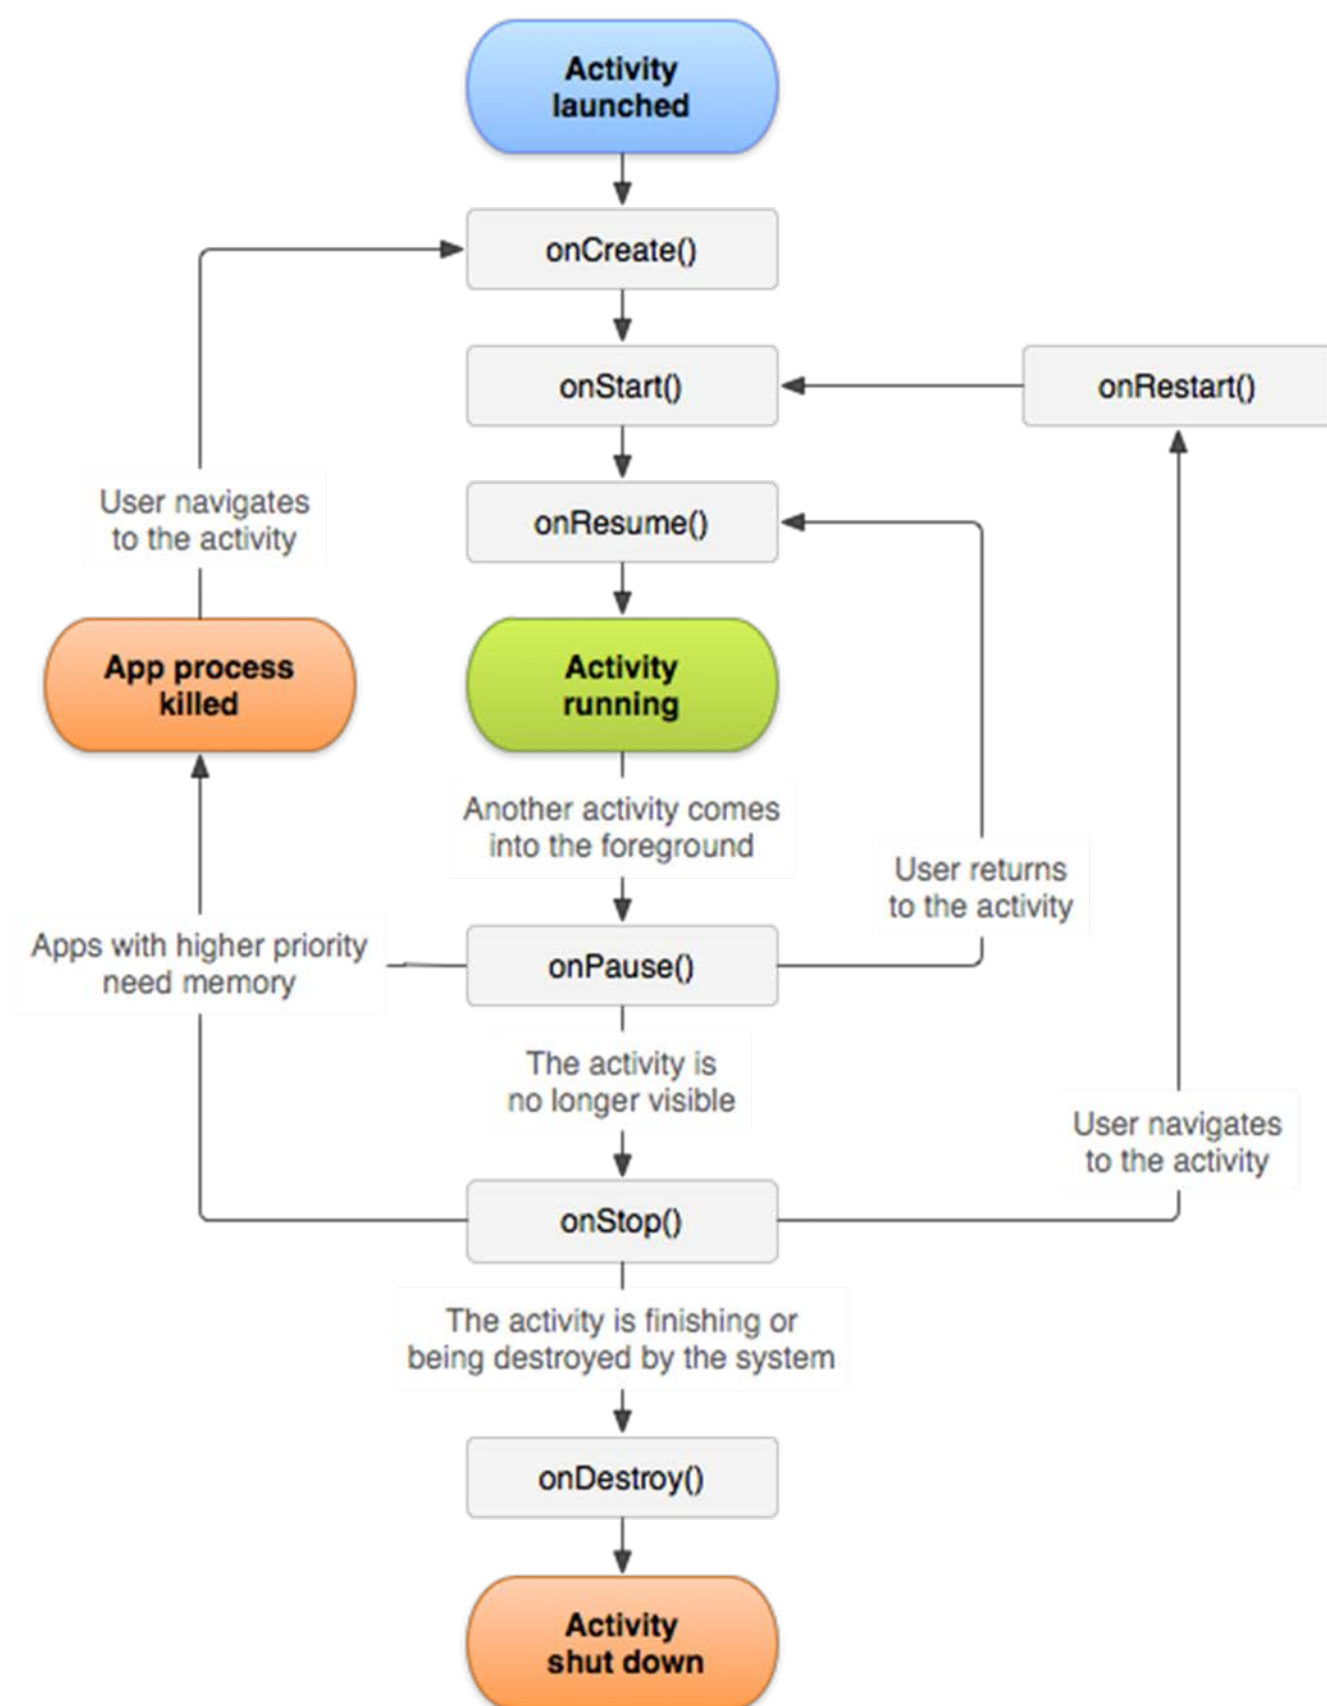 Activity
launched
onCreate()
onStart()
onRestart()
User navigates
to the activity
onResume()
App process
killed
Activity
running
Another activity comes
into the foreground
User returns
to the activity
Apps with higher priority
need memory
onPause()
The activity is
no longer visible
User navigates
to the activity
onStop()
The activity is finishing or
being destroyed by the system
onDestroy()
Activity
shut down